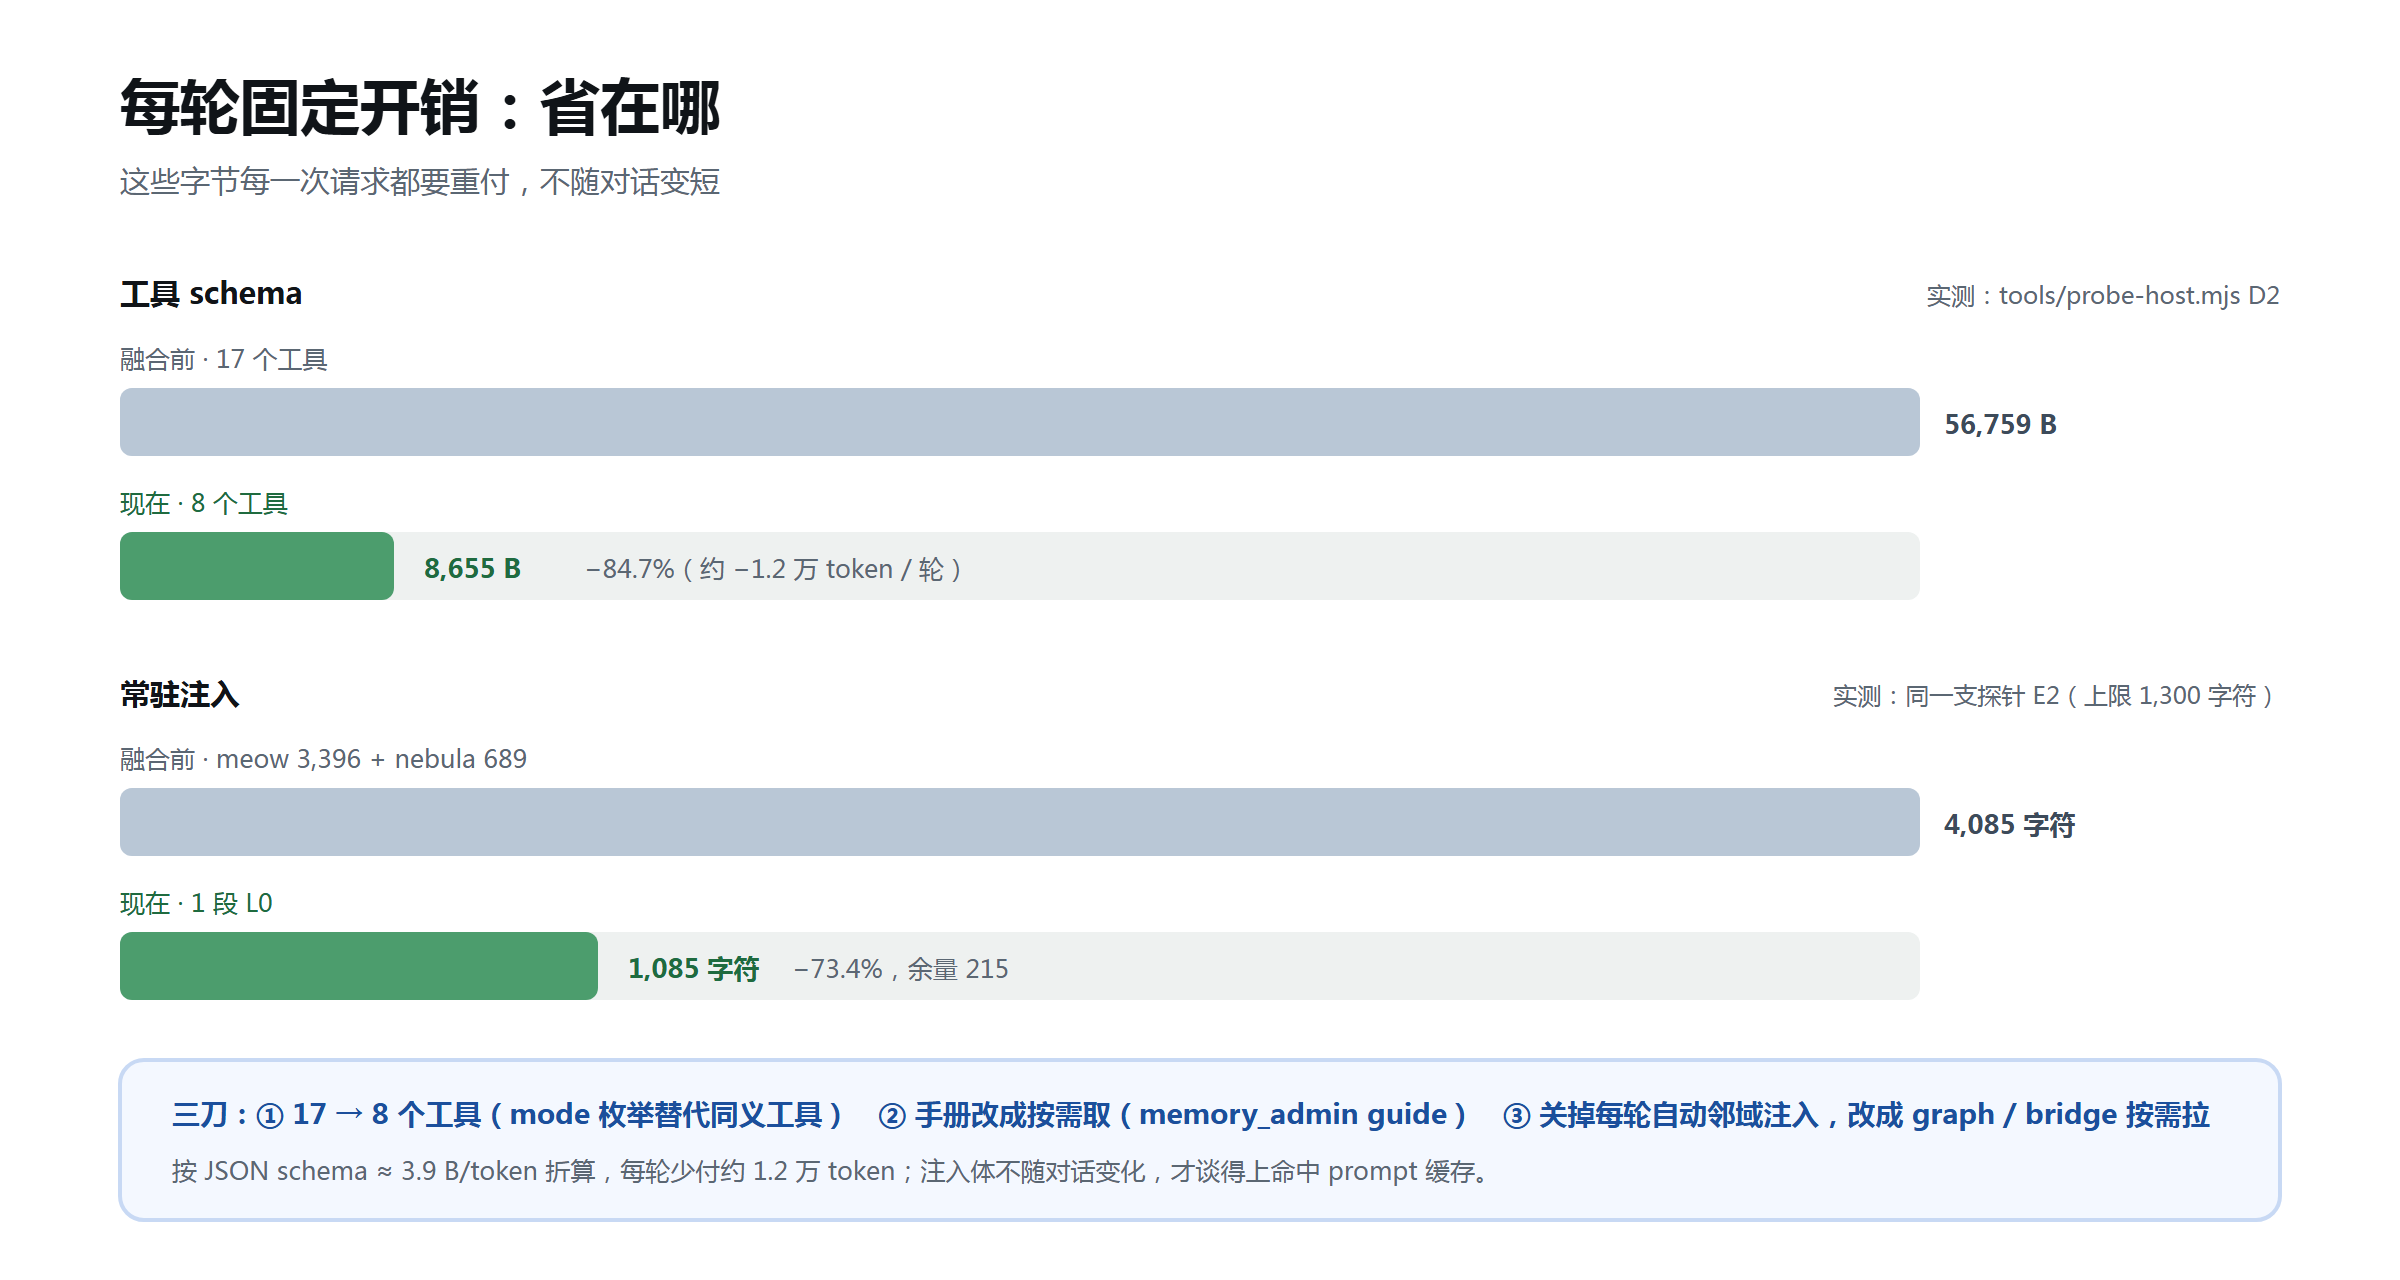 每轮固定开销：省在哪
这些字节每一次请求都要重付，不随对话变短
工具 schema
实测：tools/probe-host.mjs D2
融合前 · 17 个工具
56,759 B
现在 · 8 个工具
8,655 B −84.7%（约 −1.2 万 token / 轮）
常驻注入
实测：同一支探针 E2（上限 1,300 字符）
融合前 · meow 3,396 + nebula 689
4,085 字符
现在 · 1 段 L0
1,085 字符 −73.4%，余量 215
三刀：① 17 → 8 个工具（mode 枚举替代同义工具） ② 手册改成按需取（memory_admin guide） ③ 关掉每轮自动邻域注入，改成 graph / bridge 按需拉
按 JSON schema ≈ 3.9 B/token 折算，每轮少付约 1.2 万 token；注入体不随对话变化，才谈得上命中 prompt 缓存。